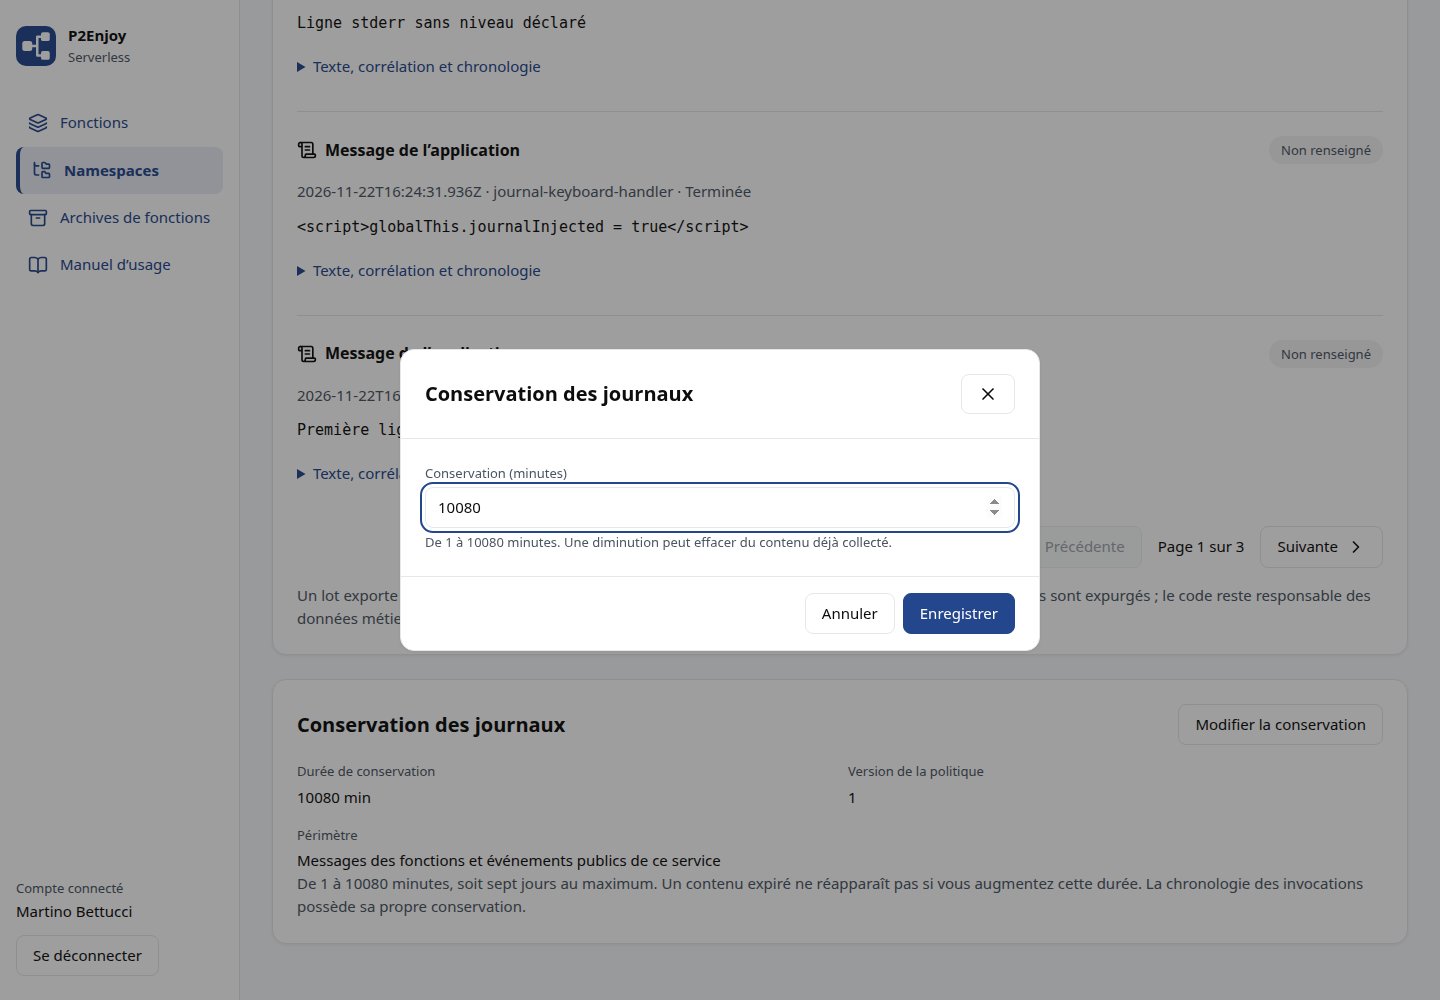 P2Enjoy
Serverless
Fonctions
Namespaces
Archives de fonctions
Manuel d’usage
Compte connecté
Martino Bettucci
Se déconnecter
Ligne stderr sans niveau déclaré
Texte, corrélation et chronologie
Message de l’application
Non renseigné
2026-11-22T16:24:31.936Z · journal-keyboard-handler · Terminée
<script>globalThis.journalInjected = true</script>
Texte, corrélation et chronologie
Message
Non renseigné
2026-11-22T16
Première
Texte,
Précédente
Page 1 sur 3
Suivante
Un lot exporte
s sont expurgés ; le code reste responsable des
données
Conservation des journaux
Conservation (minutes)
10080
De 1 à 10080 minutes. Une diminution peut effacer du contenu déjà collecté.
Annuler
Enregistrer
Conservation des journaux
Modifier la conservation
Durée de conservation
Version de la politique
10080 min
1
Périmètre
Messages des fonctions et événements publics de ce service
De 1 à 10080 minutes, soit sept jours au maximum. Un contenu expiré ne réapparaît pas si vous augmentez cette durée. La chronologie des invocations
possède sa propre conservation.